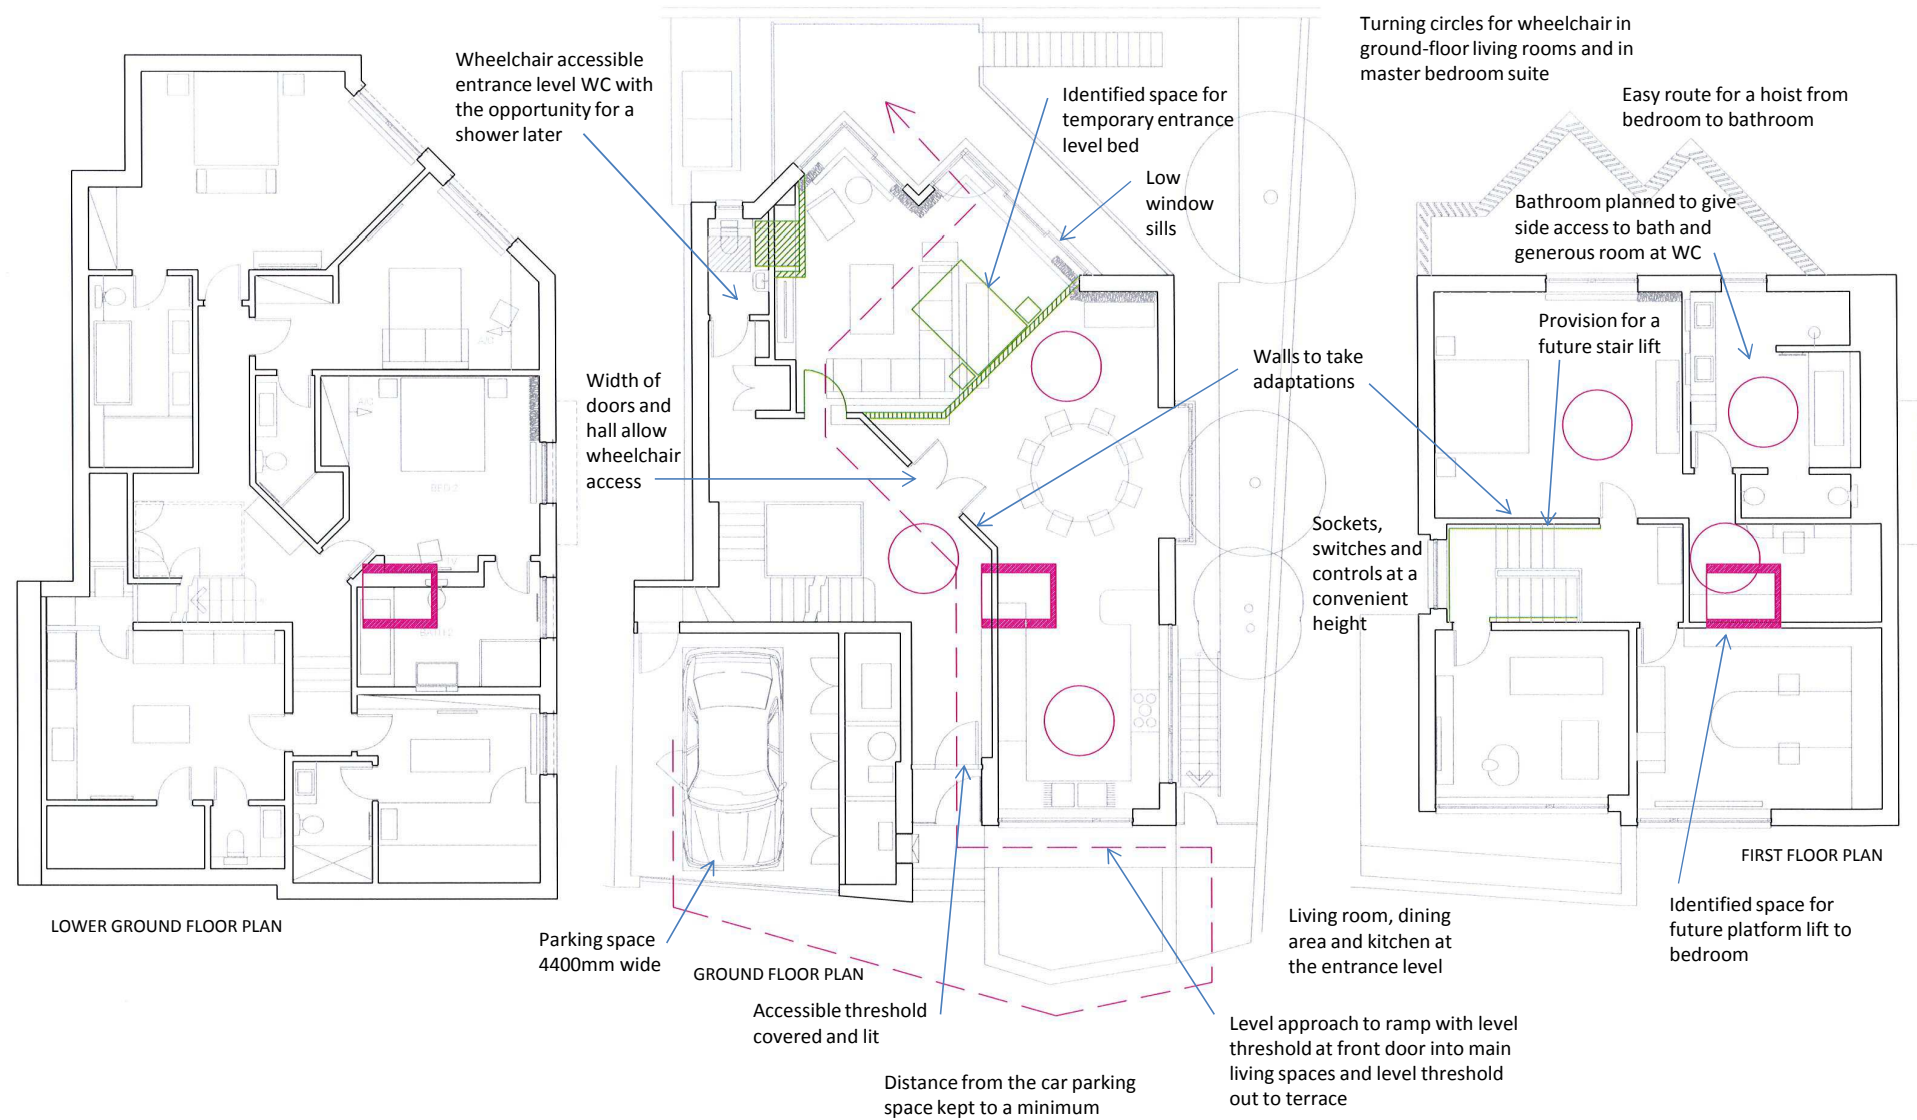 Turning circles for wheelchair in
ground-floor living rooms and in
master bedroom suite
Wheelchair accessible
entrance level WC with
the opportunity for a
shower later
Identified space for
temporary entrance
level bed
Easy route for a hoist from
bedroom to bathroom
Low
window
sills
Bathroom planned to give
side access to bath and
generous room at WC
Provision for a
future stair lift
Walls to take
adaptations
Width of
doors and
hall allow
wheelchair
access
Sockets,
switches and
controls at a
convenient
height
FIRST FLOOR PLAN
LOWER GROUND FLOOR PLAN
Parking space
4400mm wide
GROUND FLOOR PLAN
Living room, dining
area and kitchen at
the entrance level
Identified space for
future platform lift to
bedroom
Accessible threshold
covered and lit
Level approach to ramp with level
threshold at front door into main
living spaces and level threshold
out to terrace
Distance from the car parking
space kept to a minimum